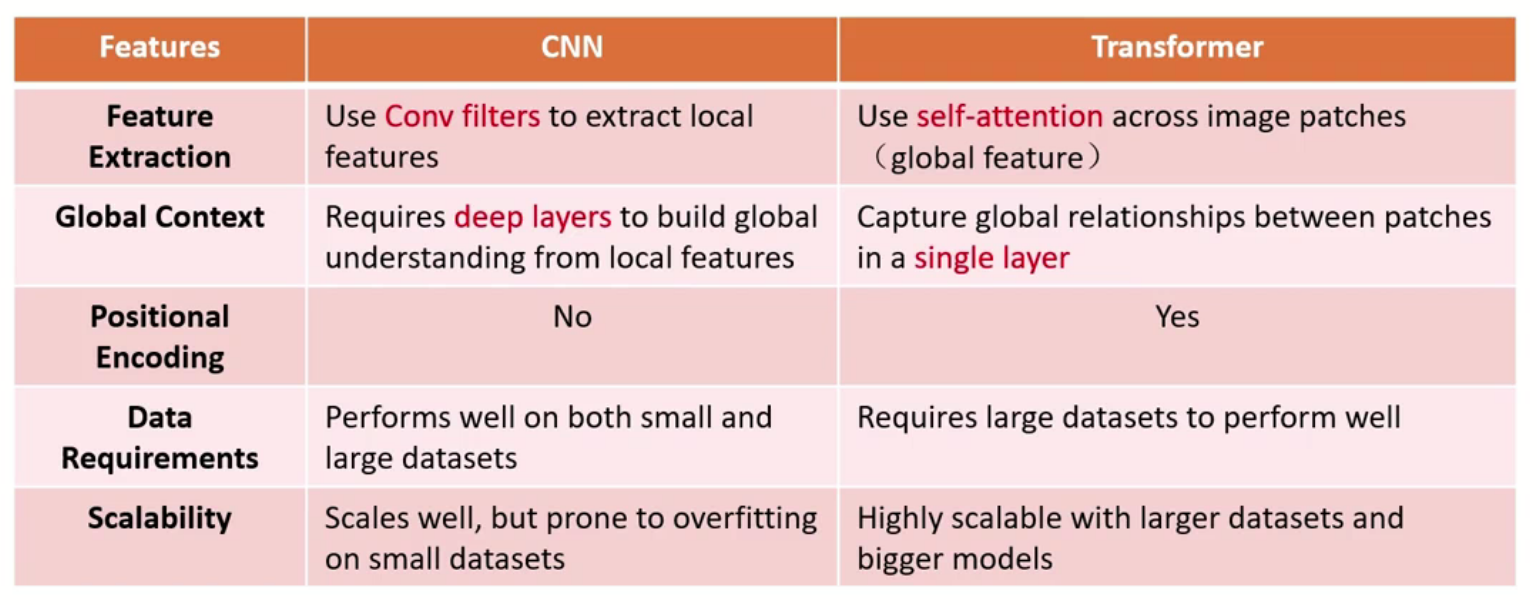 Features
CNN
Transformer
Feature
Extraction
Use Conv filters to extract local
features
Use self-attention across image patches
（global feature）
Global Context
Requires deep layers to build global
understanding from local features
Capture global relationships between patches
in a single layer
Positional
Encoding
No
Yes
Data
Requirements
Performs well on both small and
large datasets
Requires large datasets to perform well
Scalability
Scales well, but prone to overfitting
on small datasets
Highly scalable with larger datasets and
bigger models